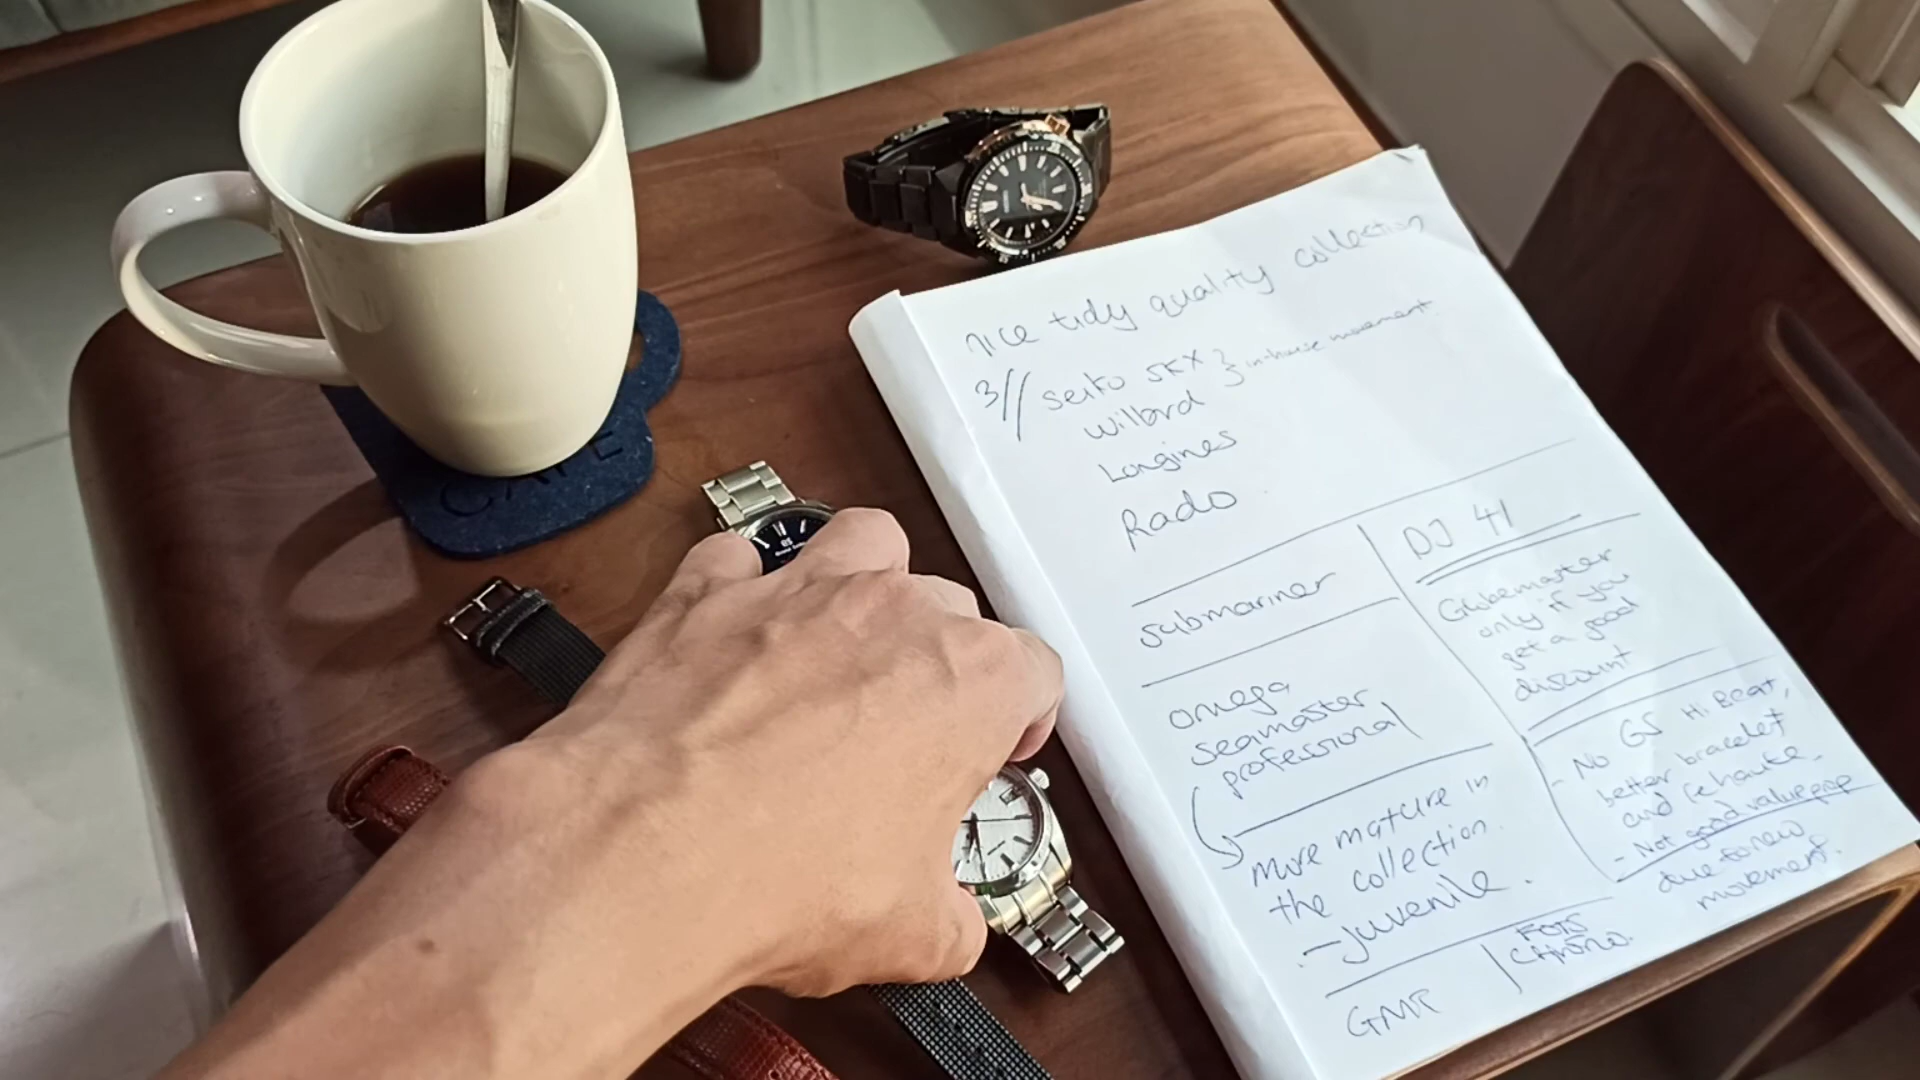 nice tidy quality collection
3// Seiko SKX } in-house movement.
Willard
Longines
Rado
submariner
omega
seamaster
professional
more mature in
the collection.
- juvenile.
GMT
DJ 41
Globemaster
only if you
get a good
discount
- No GS Hi Beat,
better bracelet
and rehaute.
- Not good value prop
due to new
movement.
FOIS
chrono.
CAFE
GS